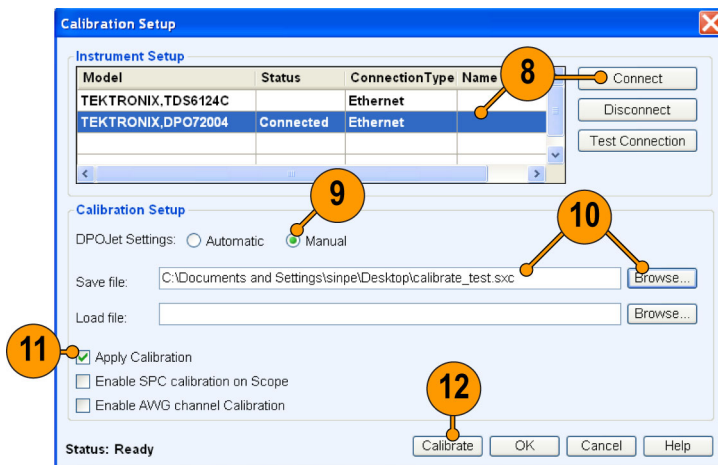 Calibration Setup
Instrument Setup
Model Status ConnectionType Name
8
Connect
TEKTRONIX,TDS6124C Ethernet
Disconnect
TEKTRONIX,DPO72004 Connected Ethernet
Test Connection
9
Calibration Setup
10
DPOJet Settings: Automatic Manual
Save file: C:\Documents and Settings\sinpe\Desktop\calibrate_test.sxc Browse...
Load file: Browse...
11
Apply Calibration
Enable SPC calibration on Scope
12
Enable AWG channel Calibration
Status: Ready Calibrate OK Cancel Help